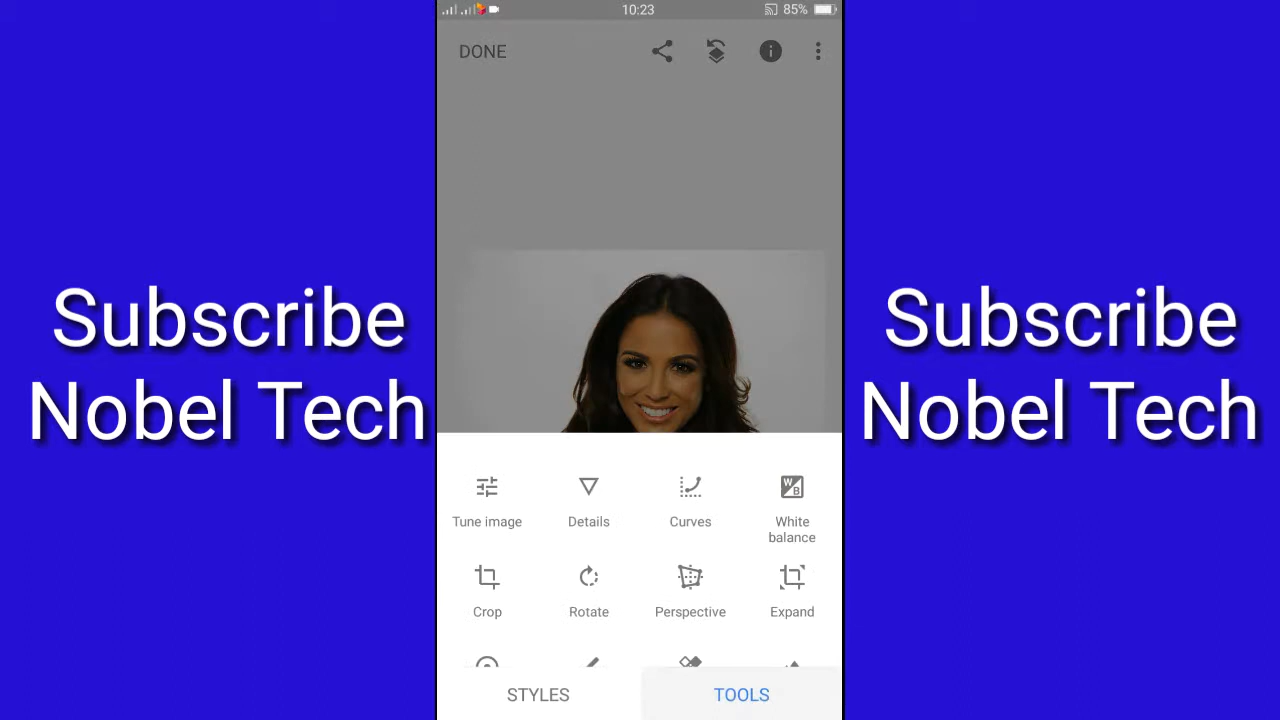 10:23
85%
DONE
Subscribe
Nobel Tech
Subscribe
Nobel Tech
Tune image
Details
Curves
White
balance
Crop
Rotate
Perspective
Expand
STYLES
TOOLS